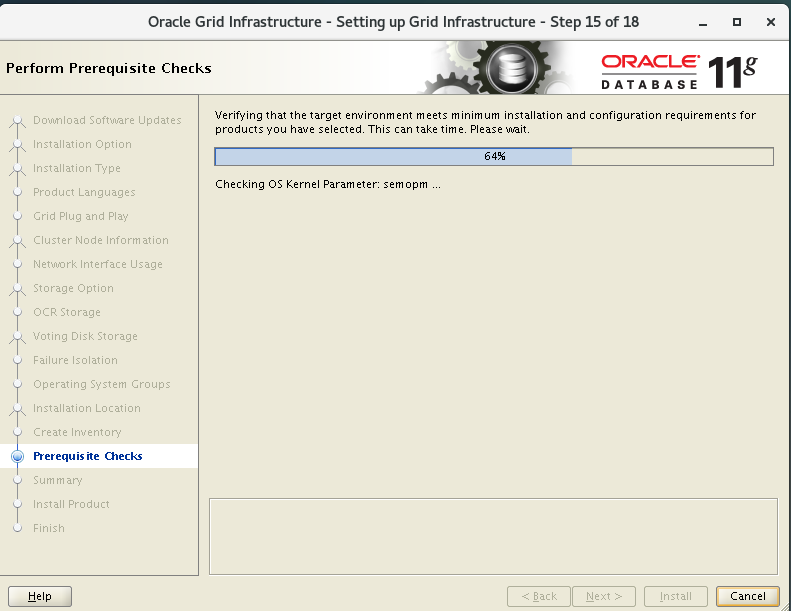 Oracle Grid Infrastructure - Setting up Grid Infrastructure - Step 15 of 18
Perform Prerequisite Checks
ORACLE
DATABASE
11g
Download Software Updates
Installation Option
Installation Type
Product Languages
Grid Plug and Play
Cluster Node Information
Network Interface Usage
Storage Option
OCR Storage
Voting Disk Storage
Failure Isolation
Operating System Groups
Installation Location
Create Inventory
Prerequisite Checks
Summary
Install Product
Finish
Verifying that the target environment meets minimum installation and configuration requirements for
products you have selected. This can take time. Please wait.
64%
Checking OS Kernel Parameter: semopm ...
Help
< Back
Next >
Install
Cancel